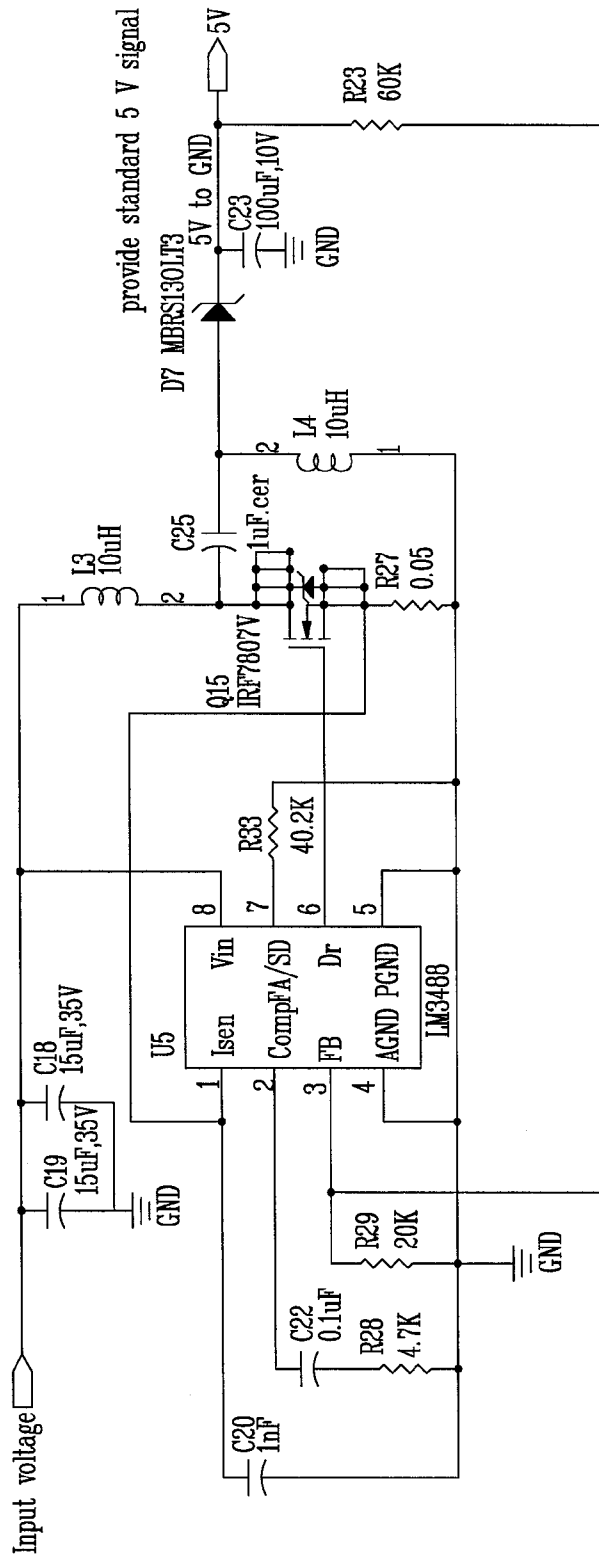 Input voltage
C19
15uF,35V
C18
15uF,35V
GND
L3
10uH
1
2
provide standard 5 V signal
D7 MBRS130LT3
5V to GND
5V
C23
100uF,10V
GND
C25
1uF.cer
Q15
IRF7807V
U5
1
Isen
Vin
8
2
CompFA/SD
7
3
FB
Dr
6
4
AGND PGND
5
LM3488
R33
40.2K
L4
10uH
2
1
R27
0.05
R23
60K
C20
1nF
C22
0.1uF
R28
4.7K
R29
20K
GND